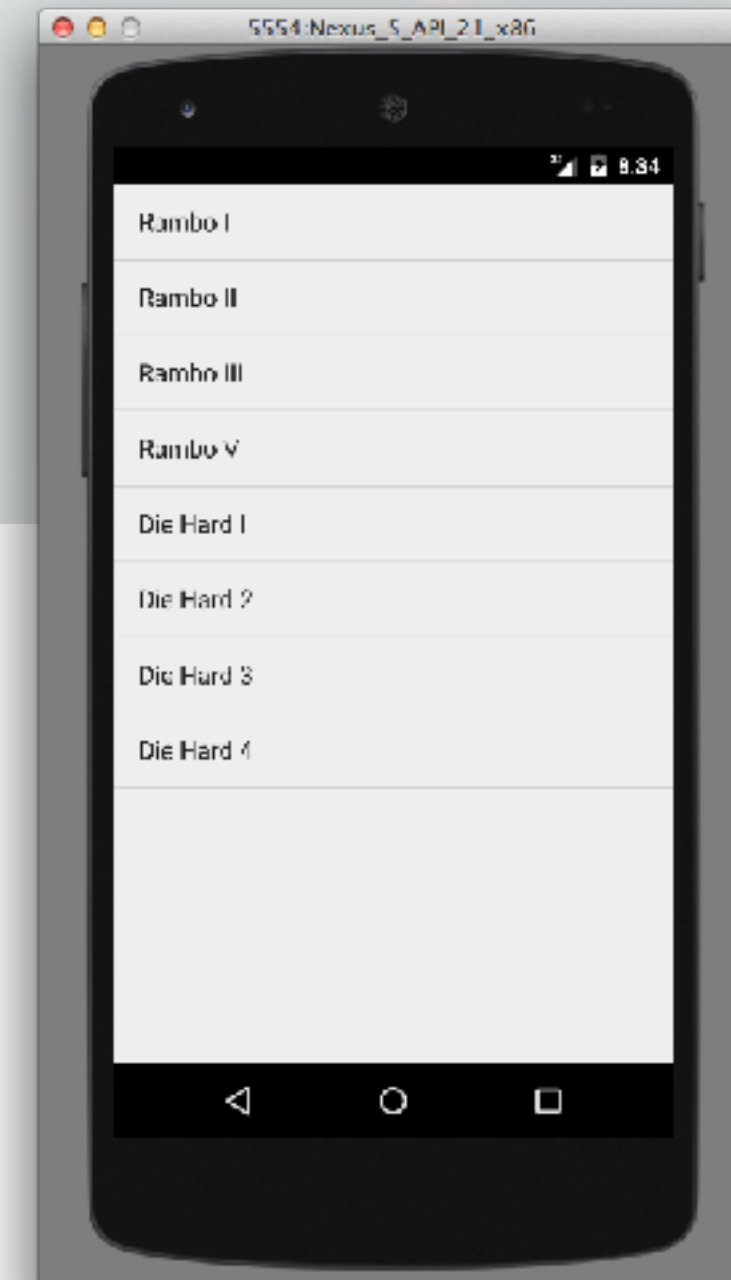 5554:Nexus_5_API_21_x86
8:34
Rambo I
Rambo II
Rambo III
Rambo V
Die Hard I
Die Hard 2
Die Hard 3
Die Hard 4